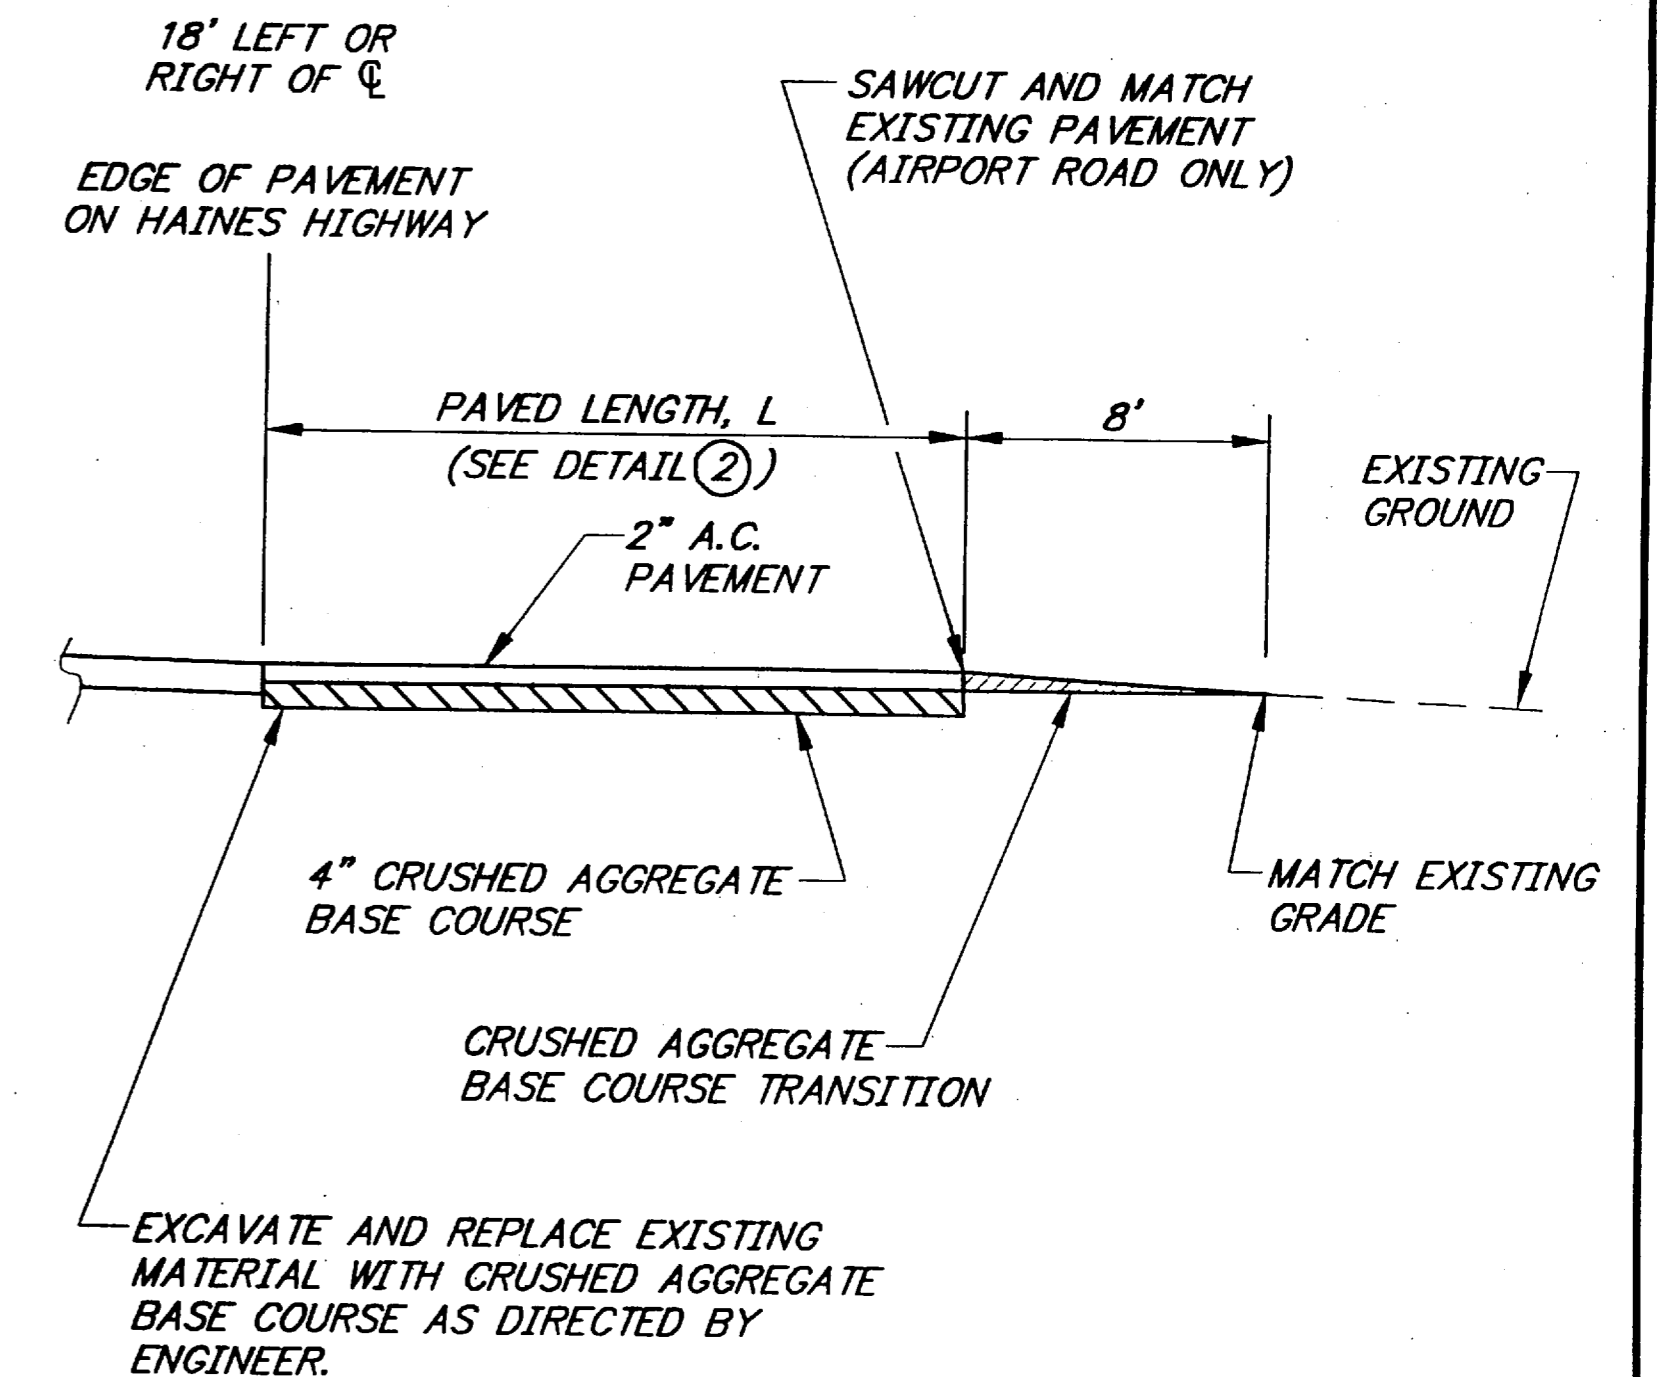 18' LEFT OR
RIGHT OF ℄
EDGE OF PAVEMENT
ON HAINES HIGHWAY
SAWCUT AND MATCH
EXISTING PAVEMENT
(AIRPORT ROAD ONLY)
PAVED LENGTH, L
(SEE DETAIL 2)
8'
EXISTING
GROUND
2" A.C.
PAVEMENT
4" CRUSHED AGGREGATE
BASE COURSE
MATCH EXISTING
GRADE
CRUSHED AGGREGATE
BASE COURSE TRANSITION
EXCAVATE AND REPLACE EXISTING
MATERIAL WITH CRUSHED AGGREGATE
BASE COURSE AS DIRECTED BY
ENGINEER.